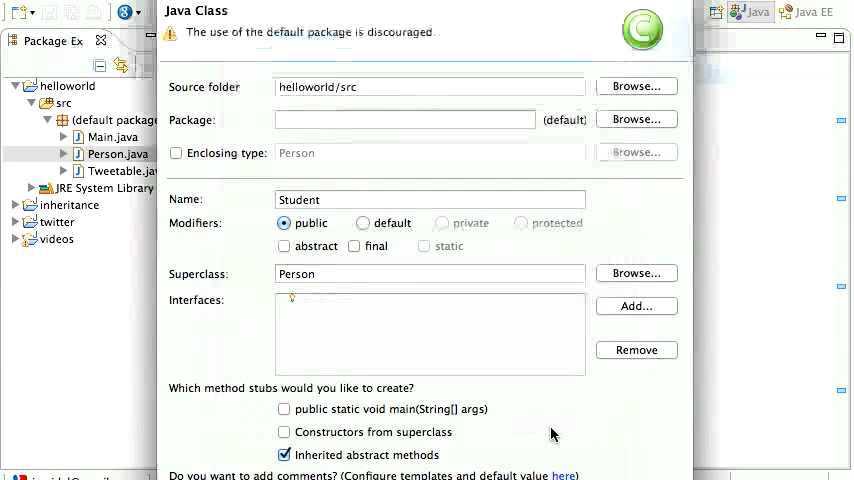 Java Class
The use of the default package is discouraged.
Java
Java EE
Package Ex
helloworld
src
(default package
Main.java
Person.java
Tweetable.jav
JRE System Library
inheritance
twitter
videos
Source folder
helloworld/src
Browse...
Package:
(default)
Browse...
Enclosing type:
Person
Browse...
Name:
Student
Modifiers:
public
default
private
protected
abstract
final
static
Superclass:
Person
Browse...
Interfaces:
Add...
Remove
Which method stubs would you like to create?
public static void main(String[] args)
Constructors from superclass
Inherited abstract methods
Do you want to add comments? (Configure templates and default value here)